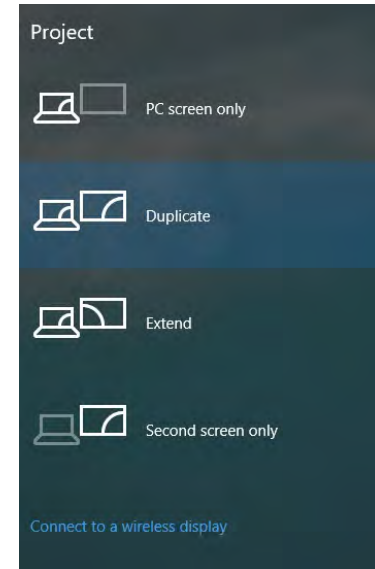 Project
PC screen only
Duplicate
Extend
Second screen only
Connect to a wireless display